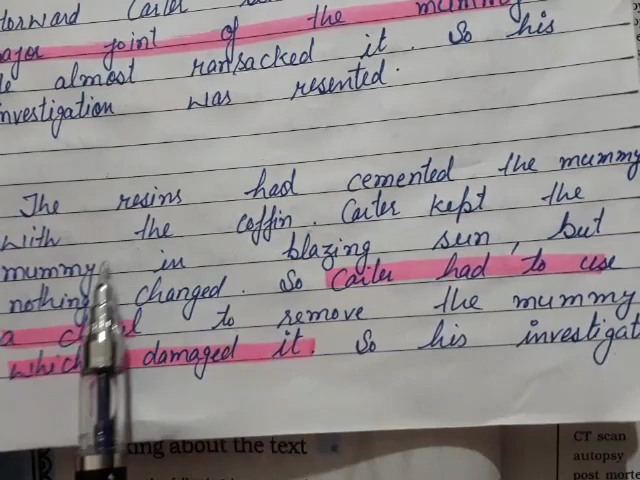 forward Carter
major joint of the mummy
He almost ransacked it. So his
investigation was resented.
The resins had cemented the mummy
with the coffin. Carter kept the
mummy in blazing sun, but
nothing changed. So Carter had to use
a to remove the mummy
which damaged it. So his investigat
king about the text
CT scan
autopsy
post morte